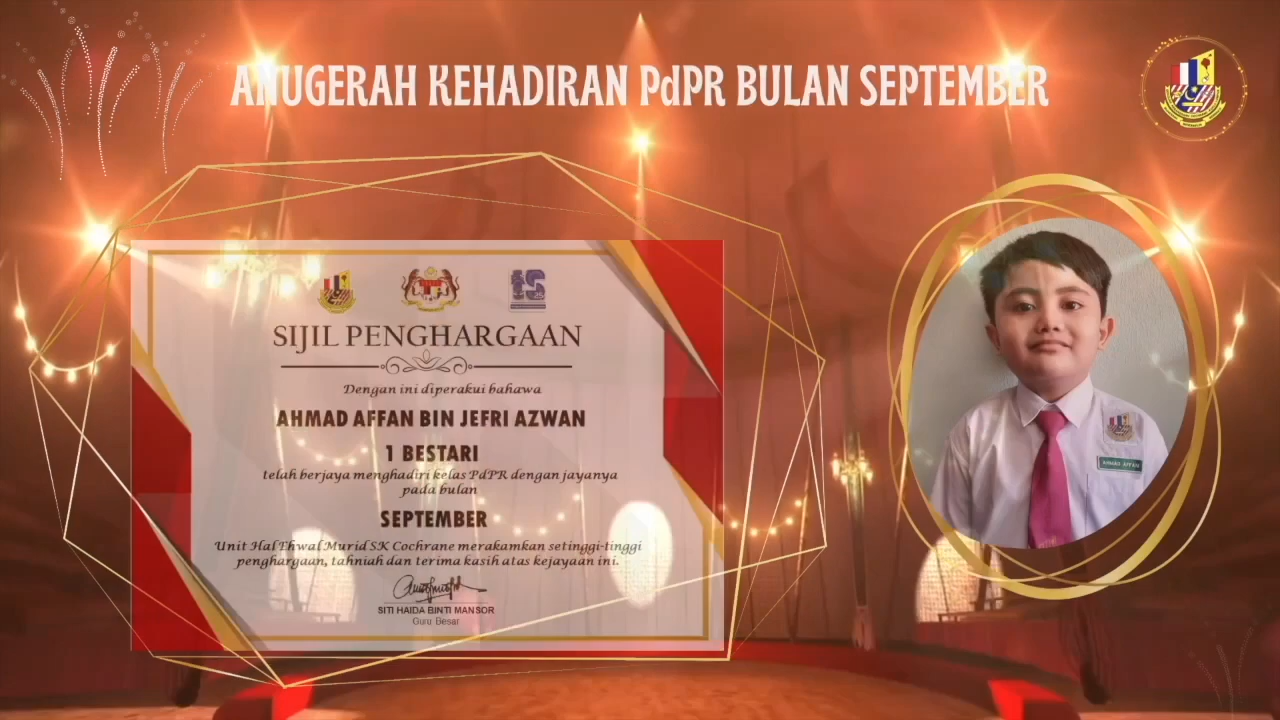 ANUGERAH KEHADIRAN PdPR BULAN SEPTEMBER
SIJIL PENGHARGAAN
Dengan ini diperakui bahawa
AHMAD AFFAN BIN JEFRI AZWAN
1 BESTARI
telah berjaya menghadiri kelas PdPR dengan jayanya
pada bulan
SEPTEMBER
Unit Hal Ehwal Murid SK Cochrane merakamkan setinggi-tinggi
penghargaan, tahniah dan terima kasih atas kejayaan ini.
SITI HAIDA BINTI MANSOR
Guru Besar
AHMAD AFFAN